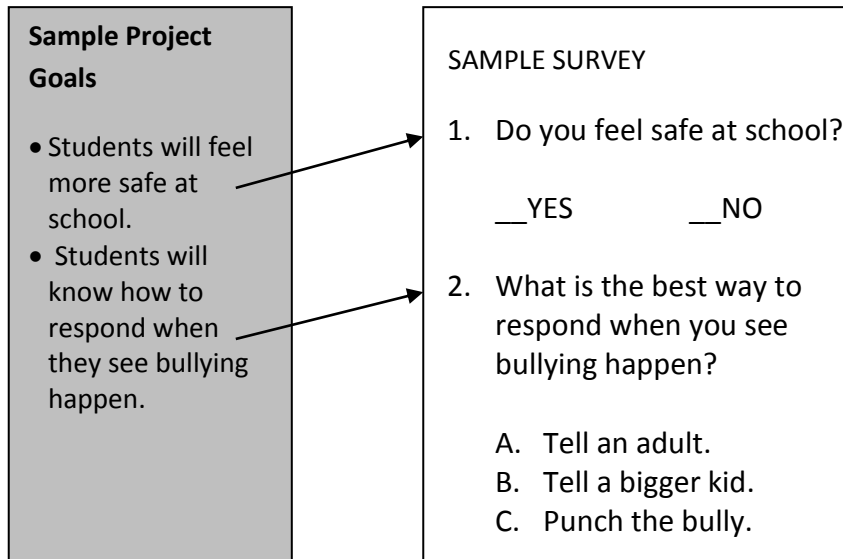 Sample Project
Goals
• Students will feel
more safe at
school.
• Students will
know how to
respond when
they see bullying
happen.
SAMPLE SURVEY
1. Do you feel safe at school?
__YES __NO
2. What is the best way to
respond when you see
bullying happen?
A. Tell an adult.
B. Tell a bigger kid.
C. Punch the bully.